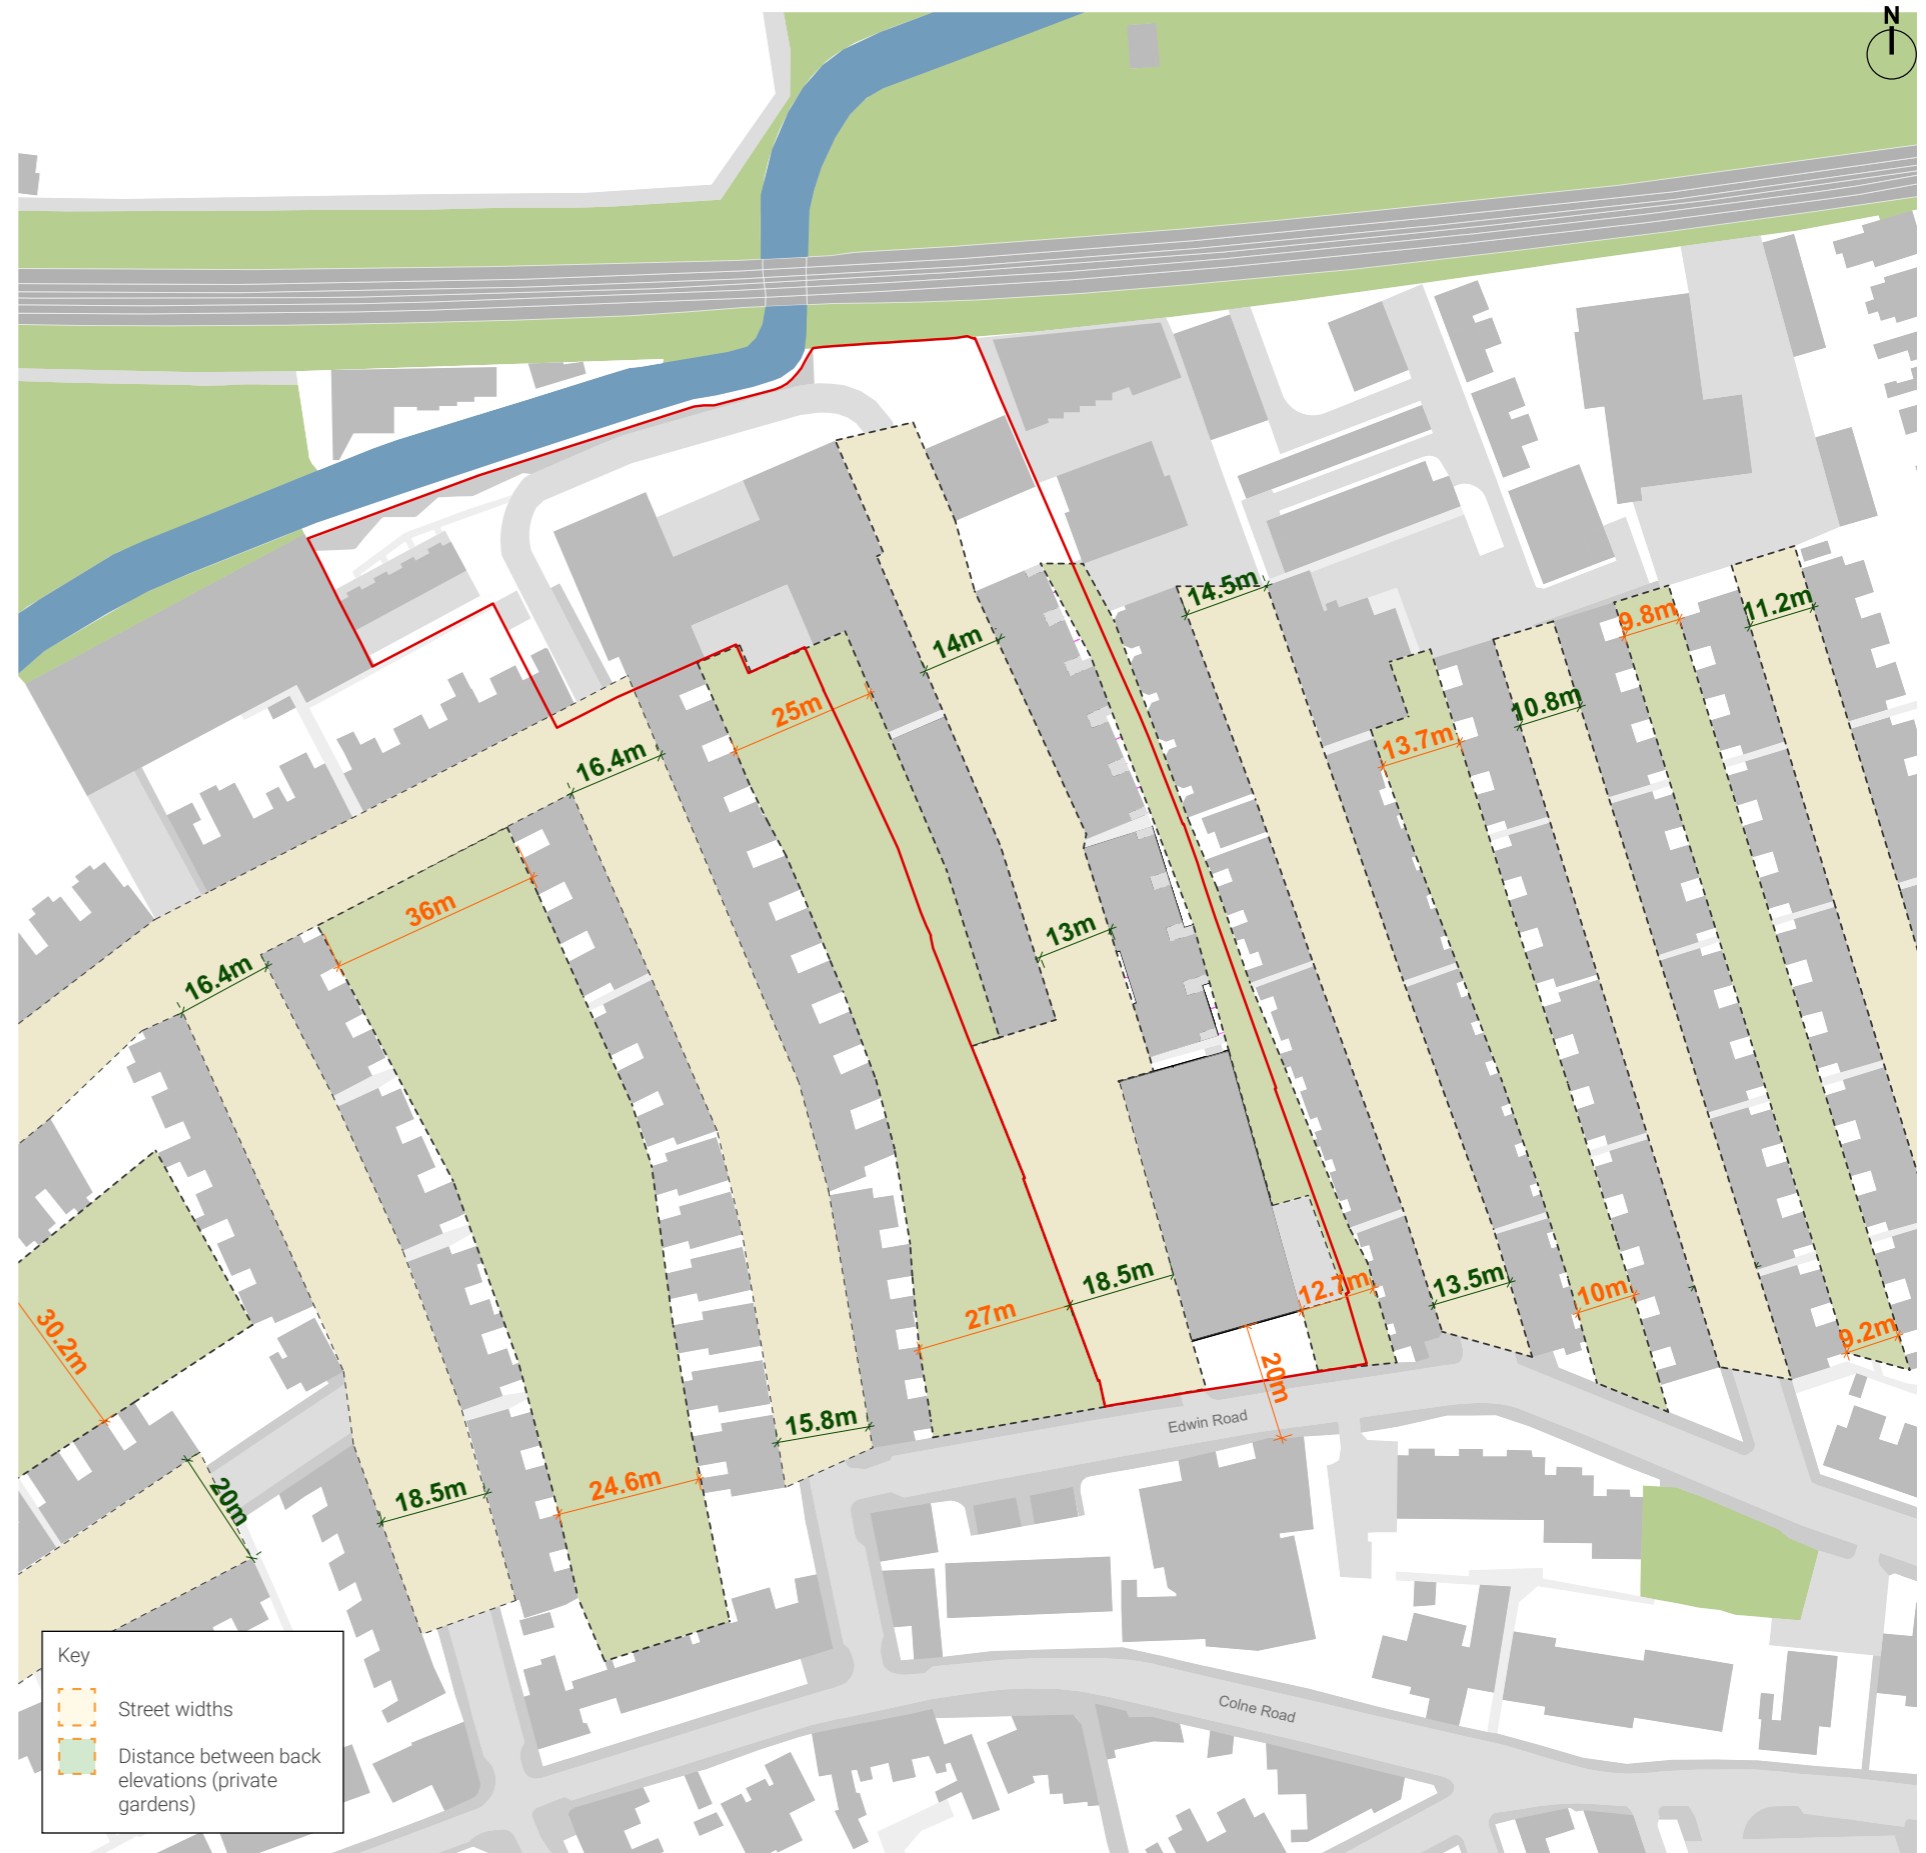 N
14.5m
11.2m
9.8m
14m
25m
10.8m
13.7m
16.4m
36m
13m
16.4m
18.5m
12.7m
13.5m
10m
27m
30.2m
9.2m
20m
15.8m
Edwin Road
24.6m
18.5m
20m
Key
Street widths
Colne Road
Distance between back
elevations (private
gardens)